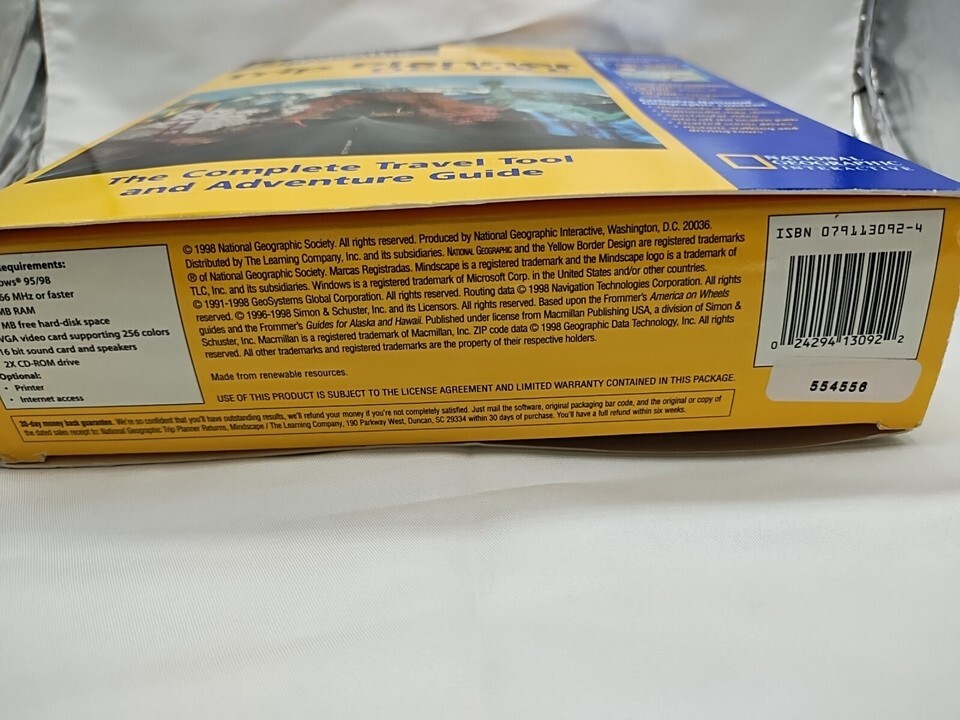 Trip Planner
The Complete Travel Tool
and Adventure Guide
NATIONAL
GEOGRAPHIC
INTERACTIVE
equirements:
ows® 95/98
66 MHz or faster
MB RAM
MB free hard-disk space
VGA video card supporting 256 colors
16 bit sound card and speakers
2X CD-ROM drive
Optional:
• Printer
• Internet access
© 1998 National Geographic Society. All rights reserved. Produced by National Geographic Interactive, Washington, D.C. 20036.
Distributed by The Learning Company, Inc. and its subsidiaries. NATIONAL GEOGRAPHIC and the Yellow Border Design are registered trademarks
® of National Geographic Society. Marcas Registradas. Mindscape is a registered trademark and the Mindscape logo is a trademark of
TLC, Inc. and its subsidiaries. Windows is a registered trademark of Microsoft Corp. in the United States and/or other countries.
© 1991-1998 GeoSystems Global Corporation. All rights reserved. Routing data © 1998 Navigation Technologies Corporation. All rights
reserved. © 1996-1998 Simon & Schuster, Inc. and its Licensors. All rights reserved. Based upon the Frommer's America on Wheels
guides and the Frommer's Guides for Alaska and Hawaii. Published under license from Macmillan Publishing USA, a division of Simon &
Schuster, Inc. Macmillan is a registered trademark of Macmillan, Inc. ZIP code data © 1998 Geographic Data Technology, Inc. All rights
reserved. All other trademarks and registered trademarks are the property of their respective holders.
Made from renewable resources.
USE OF THIS PRODUCT IS SUBJECT TO THE LICENSE AGREEMENT AND LIMITED WARRANTY CONTAINED IN THIS PACKAGE.
30-day money back guarantee. We're so confident that you'll have outstanding results, we'll refund your money if you're not completely satisfied. Just mail the software, original packaging bar code, and the original or copy of
the dated sales receipt to: National Geographic Trip Planner Returns, Mindscape / The Learning Company, 190 Parkway West, Duncan, SC 29334 within 30 days of purchase. You'll have a full refund within six weeks.
ISBN 079113092-4
0 24294 13092 2
554556